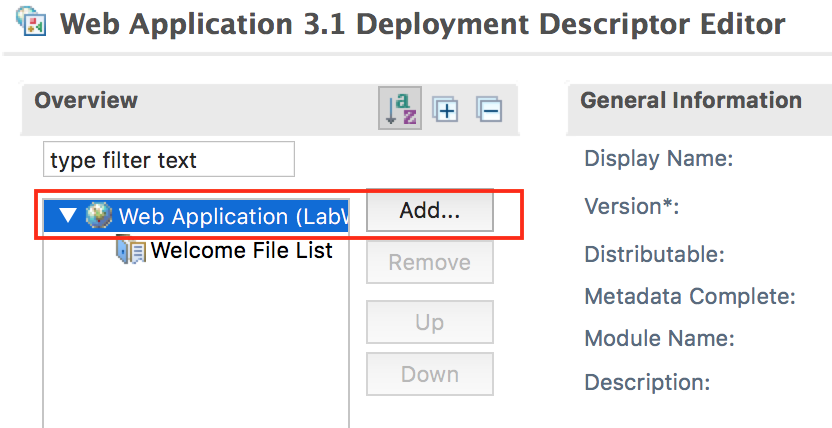 Web Application 3.1 Deployment Descriptor Editor
Overview
General Information
type filter text
Web Application (LabW
Welcome File List
Add...
Remove
Up
Down
Display Name:
Version*:
Distributable:
Metadata Complete:
Module Name:
Description: